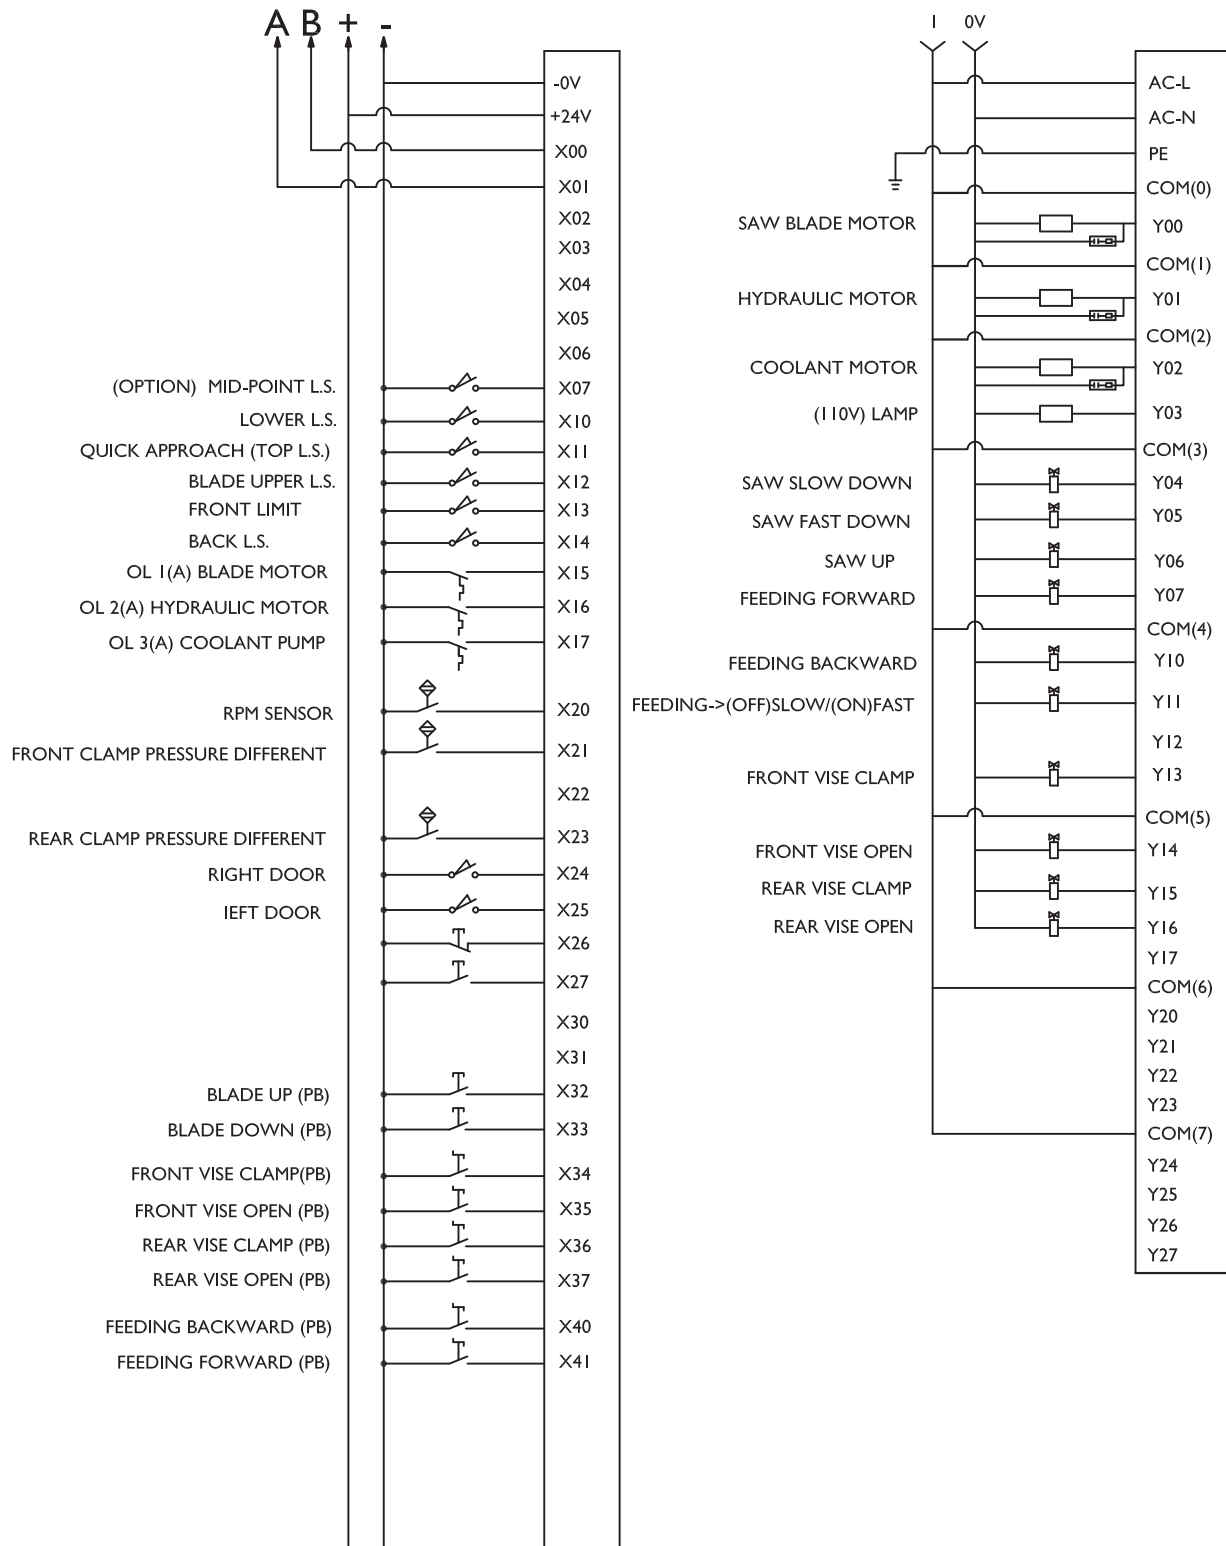 A B + -
-0V
+24V
X00
X01
X02
X03
X04
X05
X06
(OPTION) MID-POINT L.S. X07
LOWER L.S. X10
QUICK APPROACH (TOP L.S.) X11
BLADE UPPER L.S. X12
FRONT LIMIT X13
BACK L.S. X14
OL 1(A) BLADE MOTOR X15
OL 2(A) HYDRAULIC MOTOR X16
OL 3(A) COOLANT PUMP X17
RPM SENSOR X20
FRONT CLAMP PRESSURE DIFFERENT X21
X22
REAR CLAMP PRESSURE DIFFERENT X23
RIGHT DOOR X24
lEFT DOOR X25
X26
X27
X30
X31
BLADE UP (PB) X32
BLADE DOWN (PB) X33
FRONT VISE CLAMP(PB) X34
FRONT VISE OPEN (PB) X35
REAR VISE CLAMP (PB) X36
REAR VISE OPEN (PB) X37
FEEDING BACKWARD (PB) X40
FEEDING FORWARD (PB) X41
1 0V
AC-L
AC-N
PE
COM(0)
SAW BLADE MOTOR Y00
COM(1)
HYDRAULIC MOTOR Y01
COM(2)
COOLANT MOTOR Y02
(110V) LAMP Y03
COM(3)
SAW SLOW DOWN Y04
SAW FAST DOWN Y05
SAW UP Y06
FEEDING FORWARD Y07
COM(4)
FEEDING BACKWARD Y10
FEEDING->(OFF)SLOW/(ON)FAST Y11
Y12
FRONT VISE CLAMP Y13
COM(5)
FRONT VISE OPEN Y14
REAR VISE CLAMP Y15
REAR VISE OPEN Y16
Y17
COM(6)
Y20
Y21
Y22
Y23
COM(7)
Y24
Y25
Y26
Y27